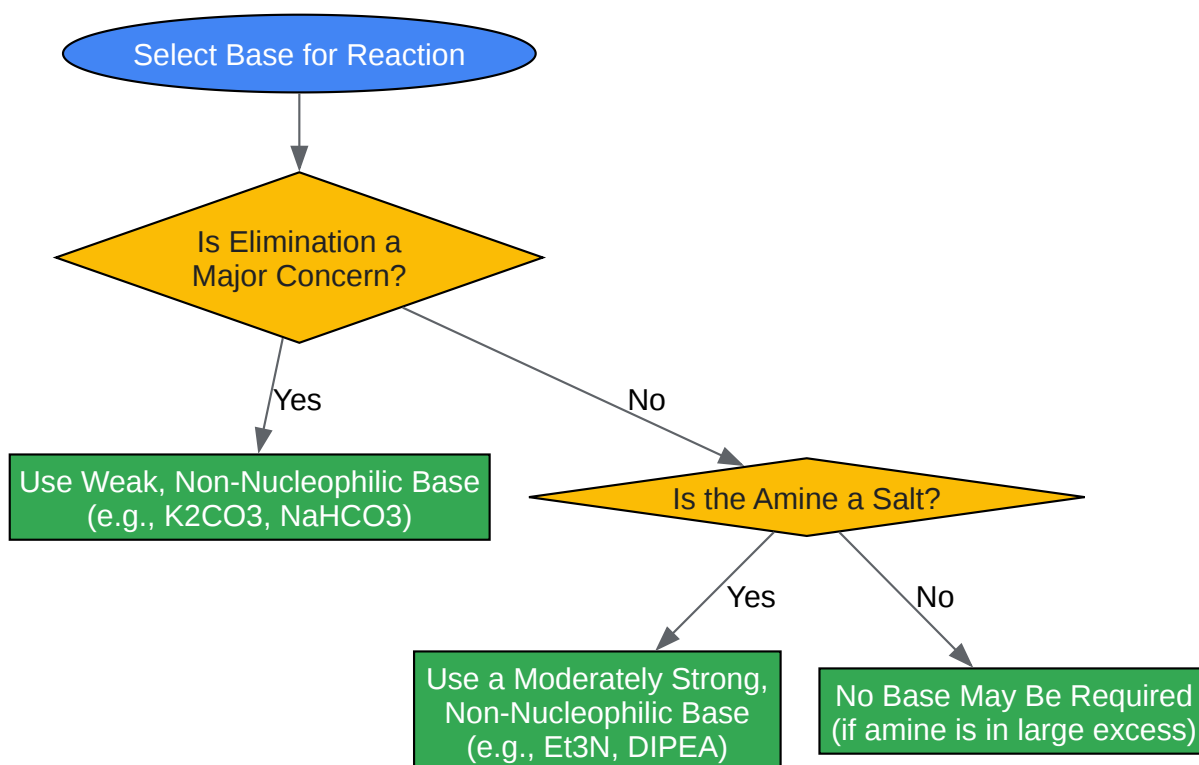 Select Base for Reaction
Is Elimination a
Major Concern?
Yes
No
Use Weak, Non-Nucleophilic Base
(e.g., K2CO3, NaHCO3)
Is the Amine a Salt?
Yes
No
Use a Moderately Strong,
Non-Nucleophilic Base
(e.g., Et3N, DIPEA)
No Base May Be Required
(if amine is in large excess)